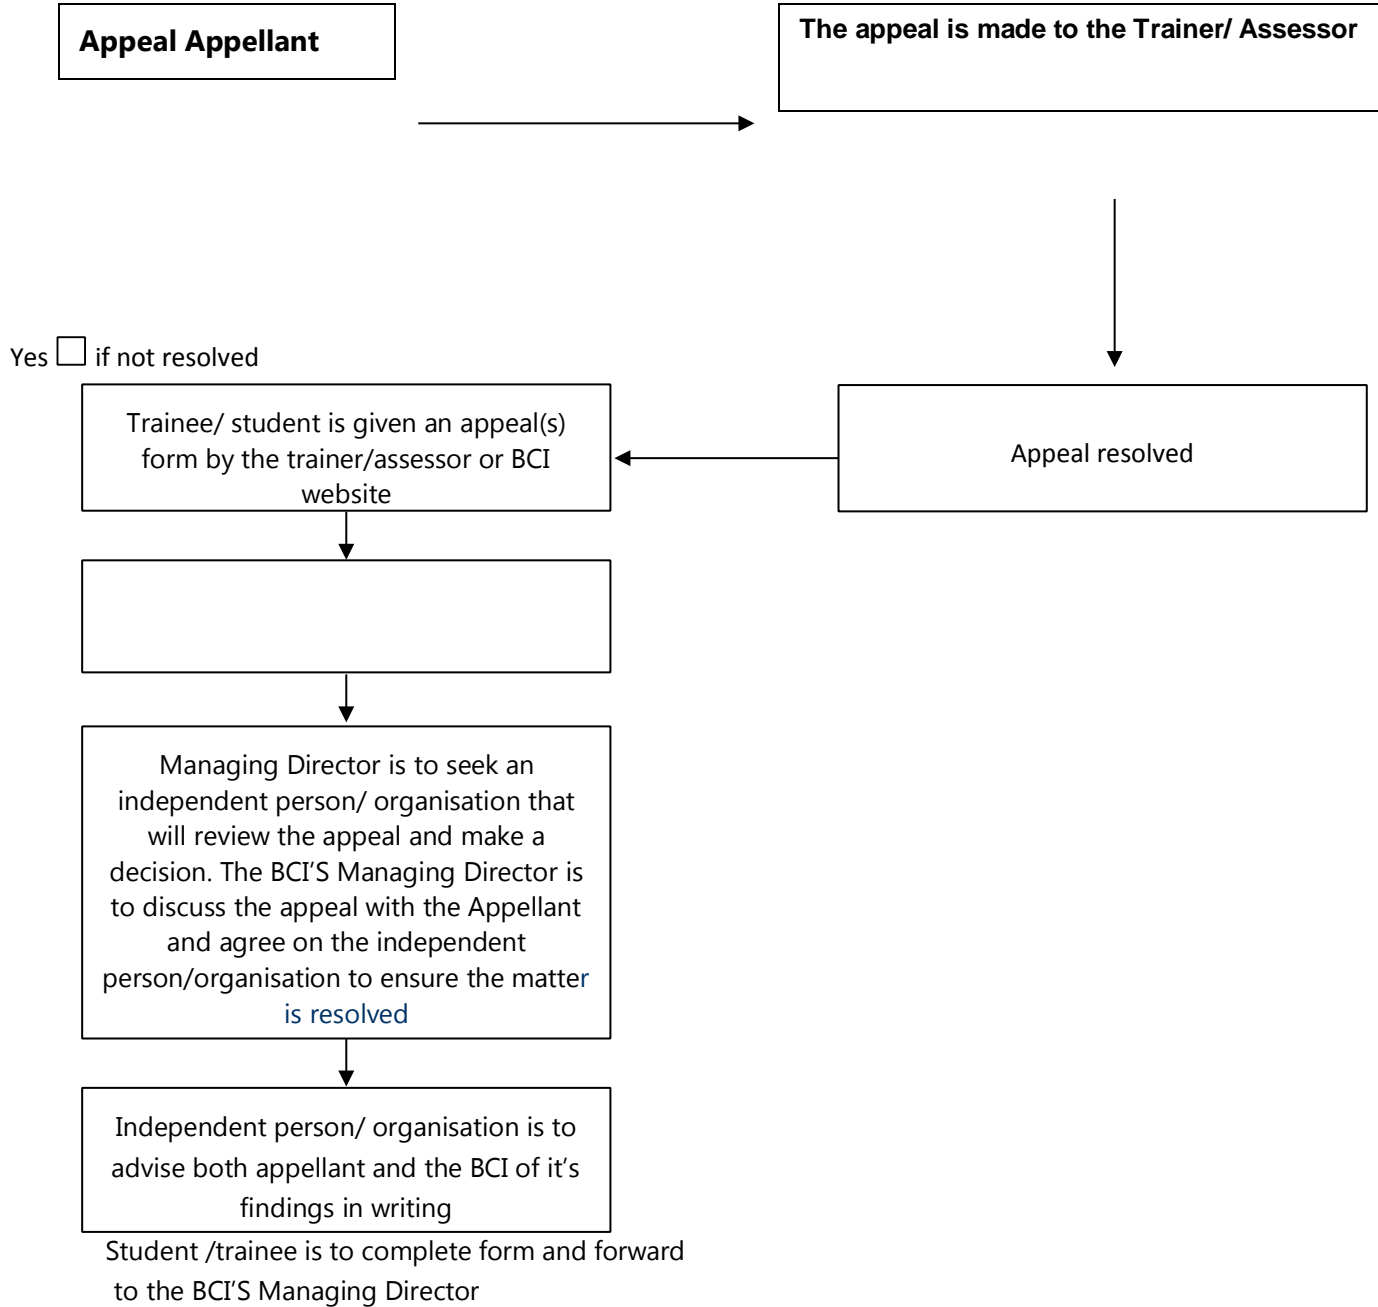 Appeal Appellant
The appeal is made to the Trainer/ Assessor
Yes ☐ if not resolved
Trainee/ student is given an appeal(s)
form by the trainer/assessor or BCI
website
Appeal resolved
Managing Director is to seek an
independent person/ organisation that
will review the appeal and make a
decision. The BCI’S Managing Director is
to discuss the appeal with the Appellant
and agree on the independent
person/organisation to ensure the matter
is resolved
Independent person/ organisation is to
advise both appellant and the BCI of it’s
findings in writing
Student /trainee is to complete form and forward
to the BCI’S Managing Director